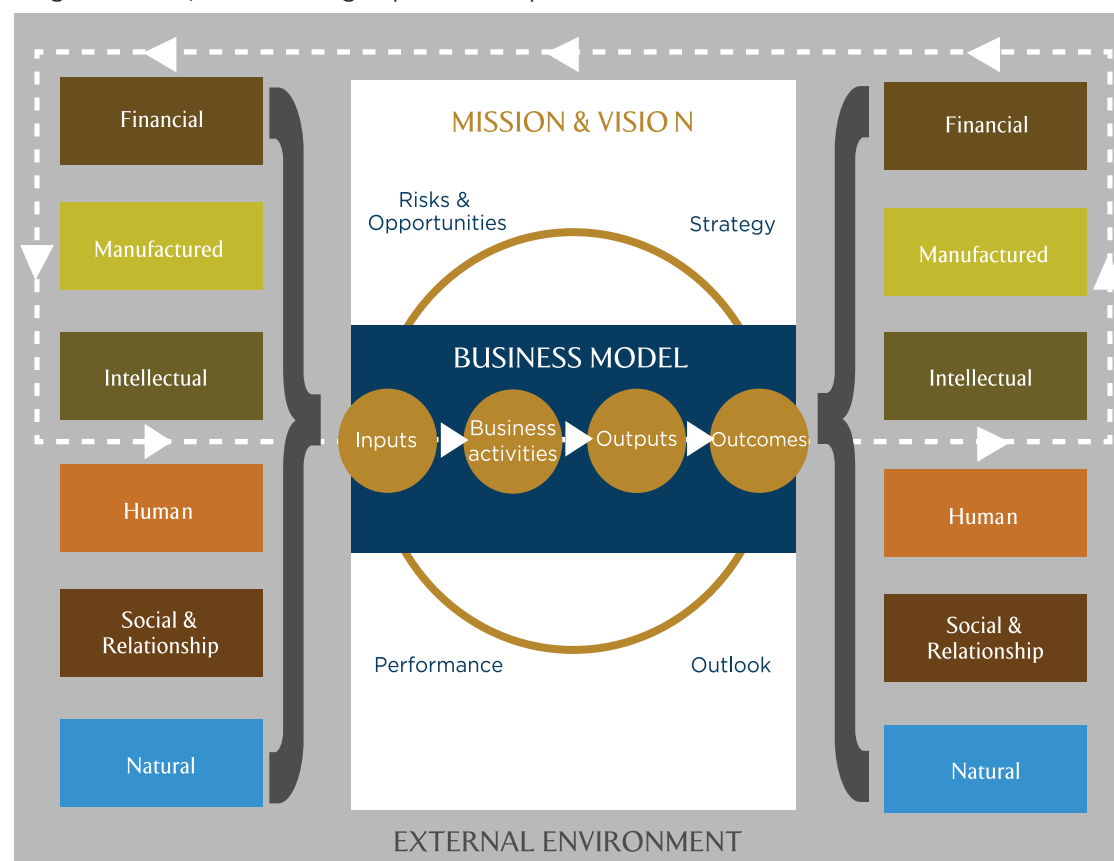 Financial
Manufactured
Intellectual
Human
Social &
Relationship
Natural
MISSION & VISION
Risks &
Opportunities
Strategy
BUSINESS MODEL
Inputs
Business
activities
Outputs
Outcomes
Performance
Outlook
Financial
Manufactured
Intellectual
Human
Social &
Relationship
Natural
EXTERNAL ENVIRONMENT